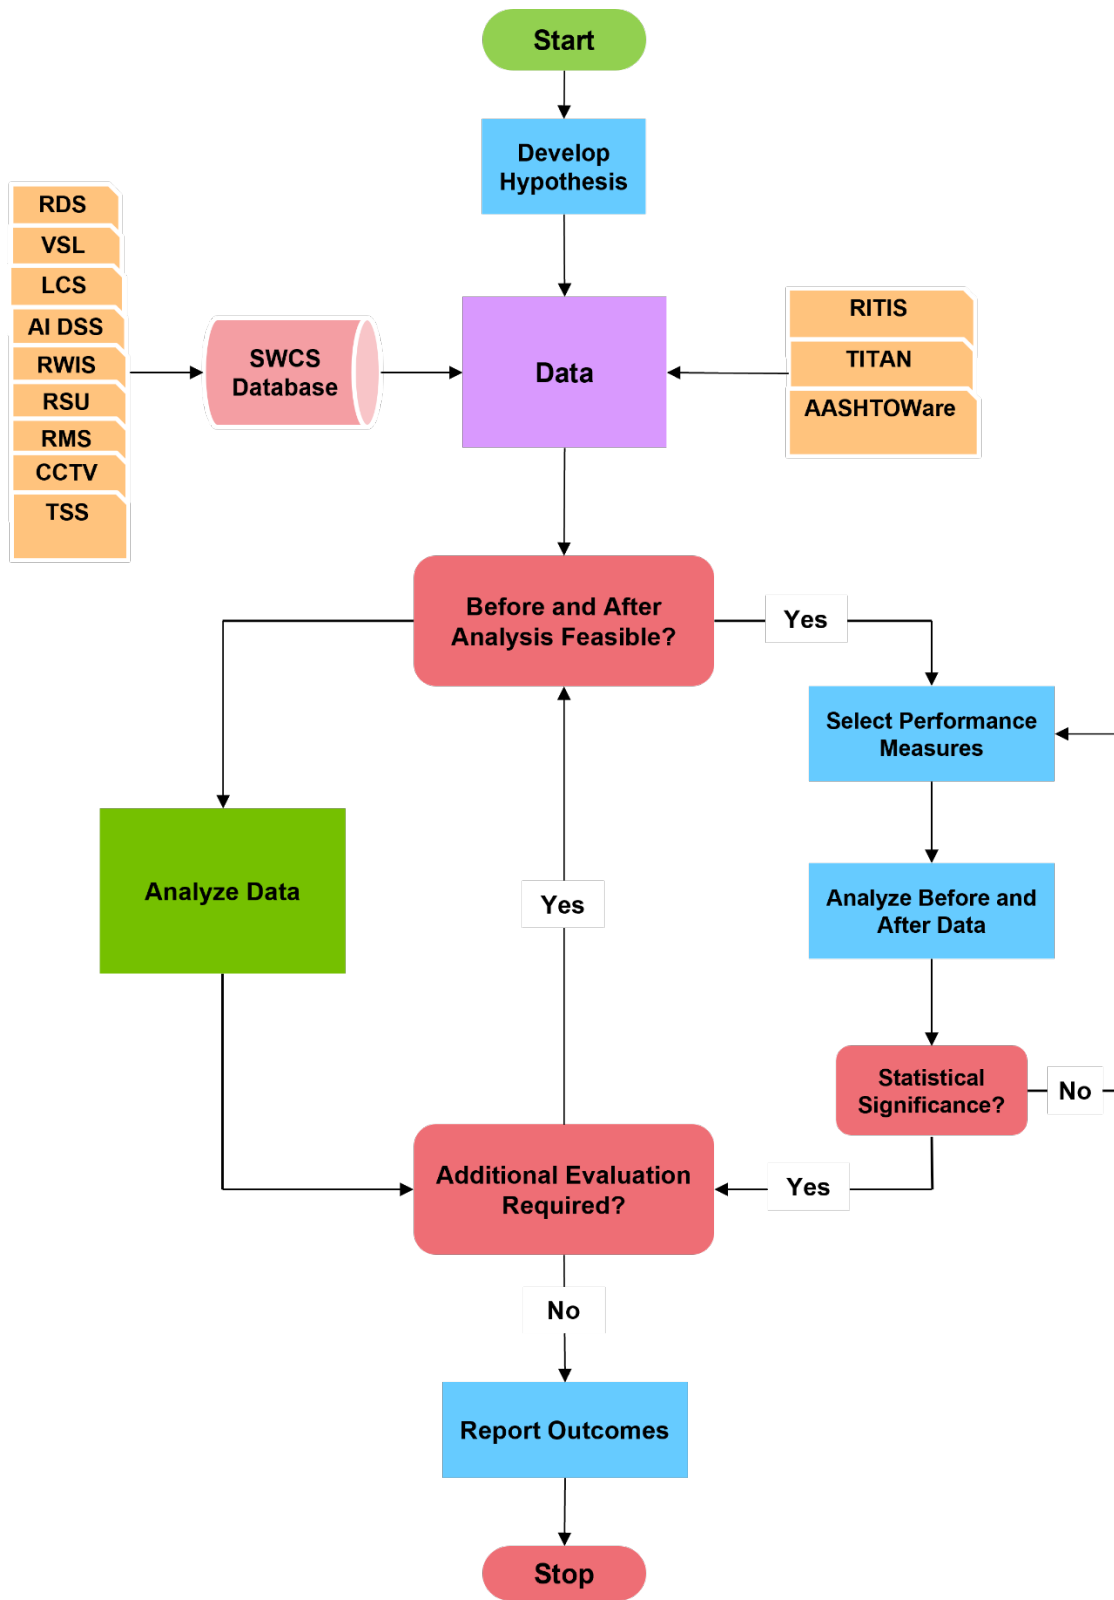 Start
Develop
Hypothesis
RDS
VSL
LCS
AI DSS
RWIS
RSU
RMS
CCTV
TSS
SWCS
Database
Data
RITIS
TITAN
AASHTOWare
Before and After
Analysis Feasible?
Yes
Select Performance
Measures
Analyze Data
Yes
Analyze Before and
After Data
Statistical
Significance?
No
Additional Evaluation
Required?
Yes
No
Report Outcomes
Stop